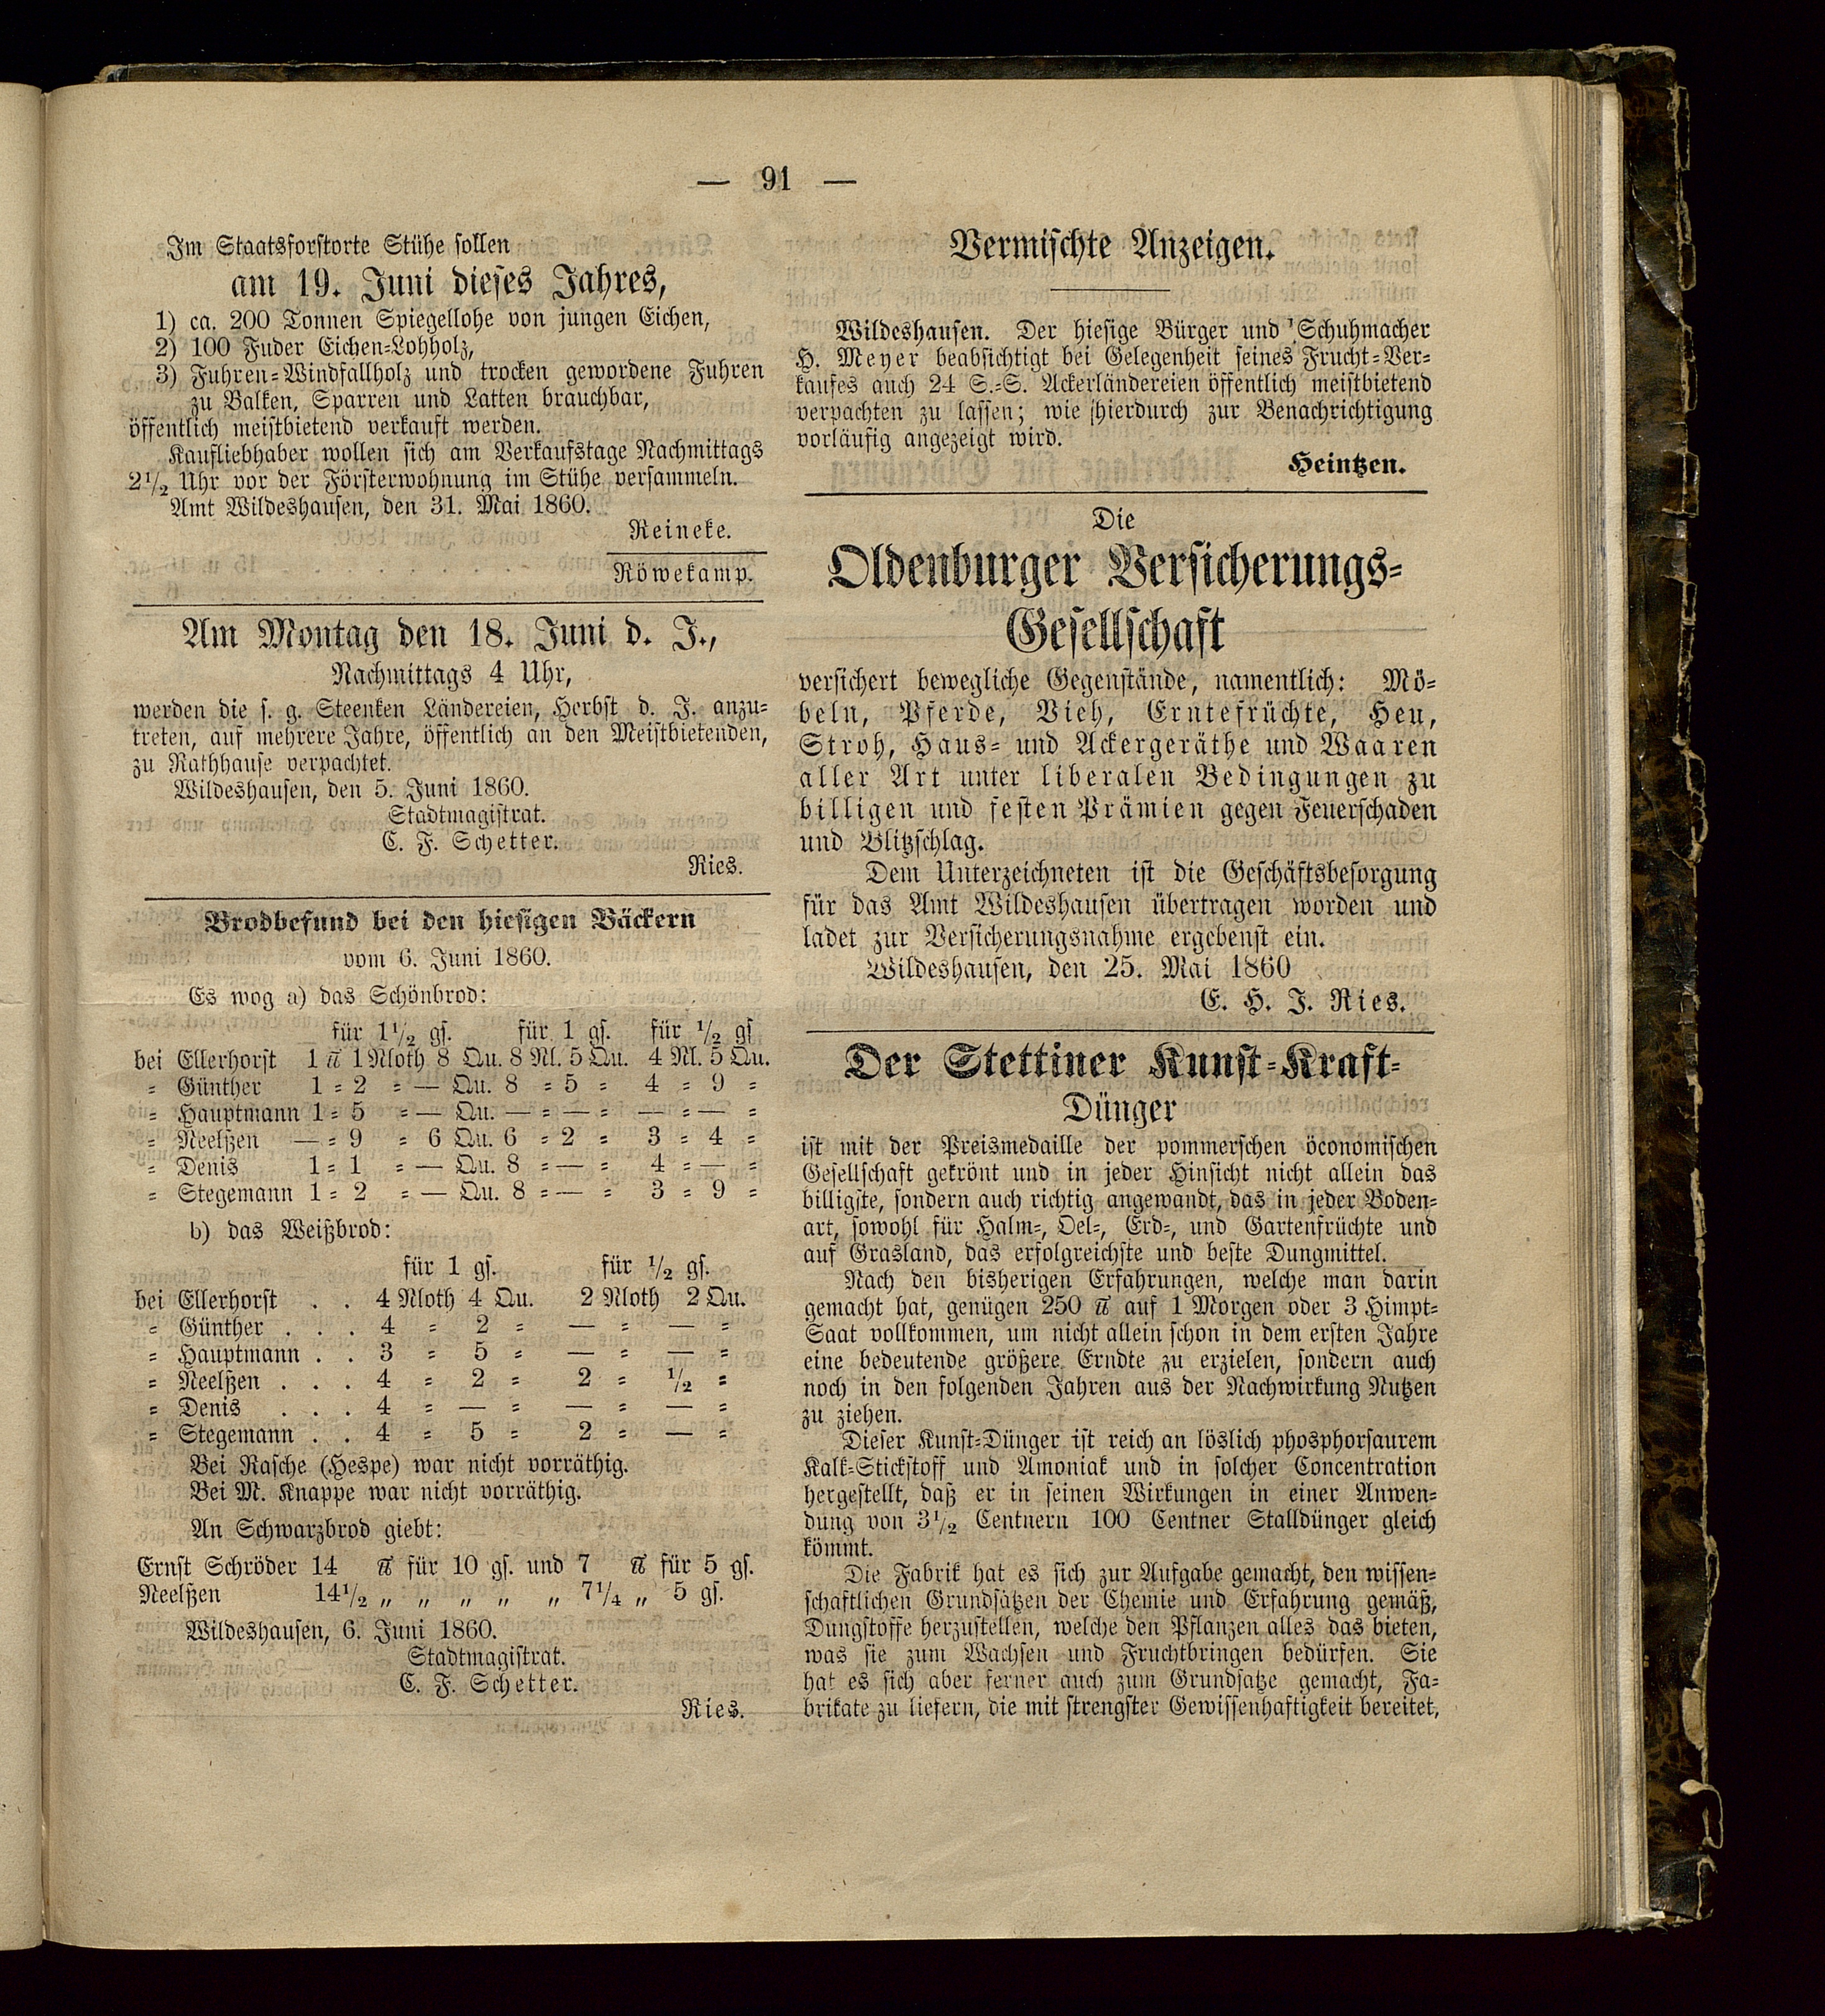 — 91 —
Im Staatsforstorte Stühe sollen
am 19. Juni dieses Jahres,
1) ca. 200 Tonnen Spiegellohe von jungen Eichen,
2) 100 Fuder Eichen-Lohholz,
3) Fuhren-Windfallholz und trocken gewordene Fuhren
zu Balken, Sparren und Latten brauchbar,
öffentlich meistbietend verkauft werden.
Kaufliebhaber wollen sich am Verkaufstage Nachmittags
2½ Uhr vor der Försterwohnung im Stühe versammeln.
Amt Wildeshausen, den 31. Mai 1860.
Reineke.
Röwekamp.
Am Montag den 18. Juni d. J.,
Nachmittags 4 Uhr,
werden die s. g. Steenken Ländereien, Herbst d. J. anzu-
treten, auf mehrere Jahre, öffentlich an den Meistbietenden,
zu Rathhause verpachtet.
Wildeshausen, den 5. Juni 1860.
Stadtmagistrat.
C. F. Schetter.
Ries.
Brodbefund bei den hiesigen Bäckern
vom 6. Juni 1860.
Es wog a) das Schönbrod:
für 1½ gs. für 1 gs. für ½ gs
bei Ellerhorst 1 ℔ 1 Nloth 8 Qu. 8 Nl. 5 Qu. 4 Nl. 5 Qu.
= Günther 1 = 2 = — Qu. 8 = 5 = 4 = 9 =
= Hauptmann 1 = 5 = — Qu. — = — = — = — =
= Neelßen — = 9 = 6 Qu. 6 = 2 = 3 = 4 =
= Denis 1 = 1 = — Qu. 8 = — = 4 = — =
= Stegemann 1 = 2 = — Qu. 8 = — = 3 = 9 =
b) das Weißbrod:
für 1 gs. für ½ gs.
bei Ellerhorst . . 4 Nloth 4 Qu. 2 Nloth 2 Qu.
= Günther . . . 4 = 2 = — = — =
= Hauptmann . . 3 = 5 = — = — =
= Neelßen . . . 4 = 2 = 2 = ½ =
= Denis . . . 4 = — = — = — =
= Stegemann . . 4 = 5 = 2 = — =
Bei Rasche (Hespe) war nicht vorräthig.
Bei M. Knappe war nicht vorräthig.
An Schwarzbrod giebt:
Ernst Schröder 14 ℔ für 10 gs. und 7 ℔ für 5 gs.
Neelßen 14½ „ „ „ „ „ 7¼ „ 5 gs.
Wildeshausen, 6. Juni 1860.
Stadtmagistrat.
C. F. Schetter.
Ries.
Vermischte Anzeigen.
Wildeshausen. Der hiesige Bürger und Schuhmacher
H. Meyer beabsichtigt bei Gelegenheit seines Frucht-Ver-
kaufes auch 24 S.-S. Ackerländereien öffentlich meistbietend
verpachten zu lassen; wie hierdurch zur Benachrichtigung
vorläufig angezeigt wird.
Heintzen.
Die
Oldenburger Versicherungs-
Gesellschaft
versichert bewegliche Gegenstände, namentlich: Mö-
beln, Pferde, Vieh, Erntefrüchte, Heu,
Stroh, Haus- und Ackergeräthe und Waaren
aller Art unter liberalen Bedingungen zu
billigen und festen Prämien gegen Feuerschaden
und Blitzschlag.
Dem Unterzeichneten ist die Geschäftsbesorgung
für das Amt Wildeshausen übertragen worden und
ladet zur Versicherungsnahme ergebenst ein.
Wildeshausen, den 25. Mai 1860
E. H. J. Ries.
Der Stettiner Kunst-Kraft-
Dünger
ist mit der Preismedaille der pommerschen öconomischen
Gesellschaft gekrönt und in jeder Hinsicht nicht allein das
billigste, sondern auch richtig angewandt, das in jeder Boden-
art, sowohl für Halm-, Oel-, Erd-, und Gartenfrüchte und
auf Grasland, das erfolgreichste und beste Dungmittel.
Nach den bisherigen Erfahrungen, welche man darin
gemacht hat, genügen 250 ℔ auf 1 Morgen oder 3 Himpt-
Saat vollkommen, um nicht allein schon in dem ersten Jahre
eine bedeutende größere Erndte zu erzielen, sondern auch
noch in den folgenden Jahren aus der Nachwirkung Nutzen
zu ziehen.
Dieser Kunst-Dünger ist reich an löslich phosphorsaurem
Kalk-Stickstoff und Amoniak und in solcher Concentration
hergestellt, daß er in seinen Wirkungen in einer Anwen-
dung von 3½ Centnern 100 Centner Stalldünger gleich
kömmt.
Die Fabrik hat es sich zur Aufgabe gemacht, den wissen-
schaftlichen Grundsätzen der Chemie und Erfahrung gemäß,
Dungstoffe herzustellen, welche den Pflanzen alles das bieten,
was sie zum Wachsen und Fruchtbringen bedürfen. Sie
hat es sich aber ferner auch zum Grundsatze gemacht, Fa-
brikate zu liefern, die mit strengster Gewissenhaftigkeit bereitet,